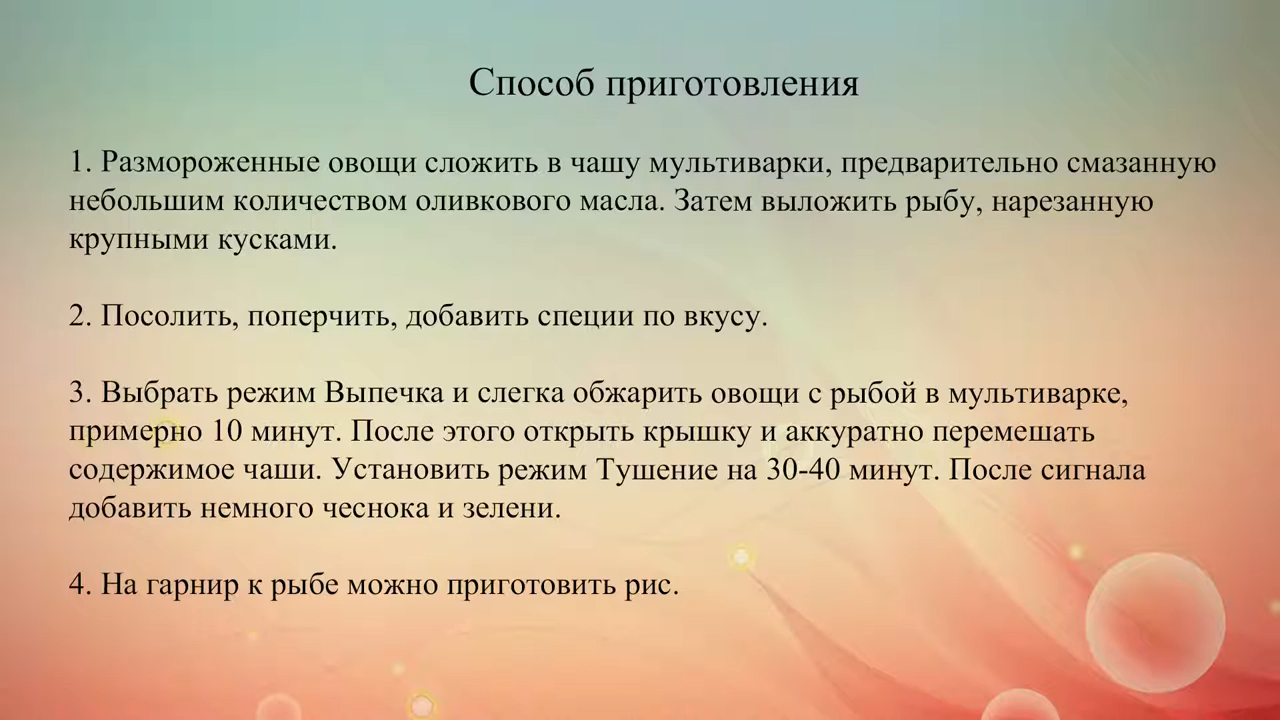 Способ приготовления
1. Размороженные овощи сложить в чашу мультиварки, предварительно смазанную
небольшим количеством оливкового масла. Затем выложить рыбу, нарезанную
крупными кусками.
2. Посолить, поперчить, добавить специи по вкусу.
3. Выбрать режим Выпечка и слегка обжарить овощи с рыбой в мультиварке,
примерно 10 минут. После этого открыть крышку и аккуратно перемешать
содержимое чаши. Установить режим Тушение на 30-40 минут. После сигнала
добавить немного чеснока и зелени.
4. На гарнир к рыбе можно приготовить рис.